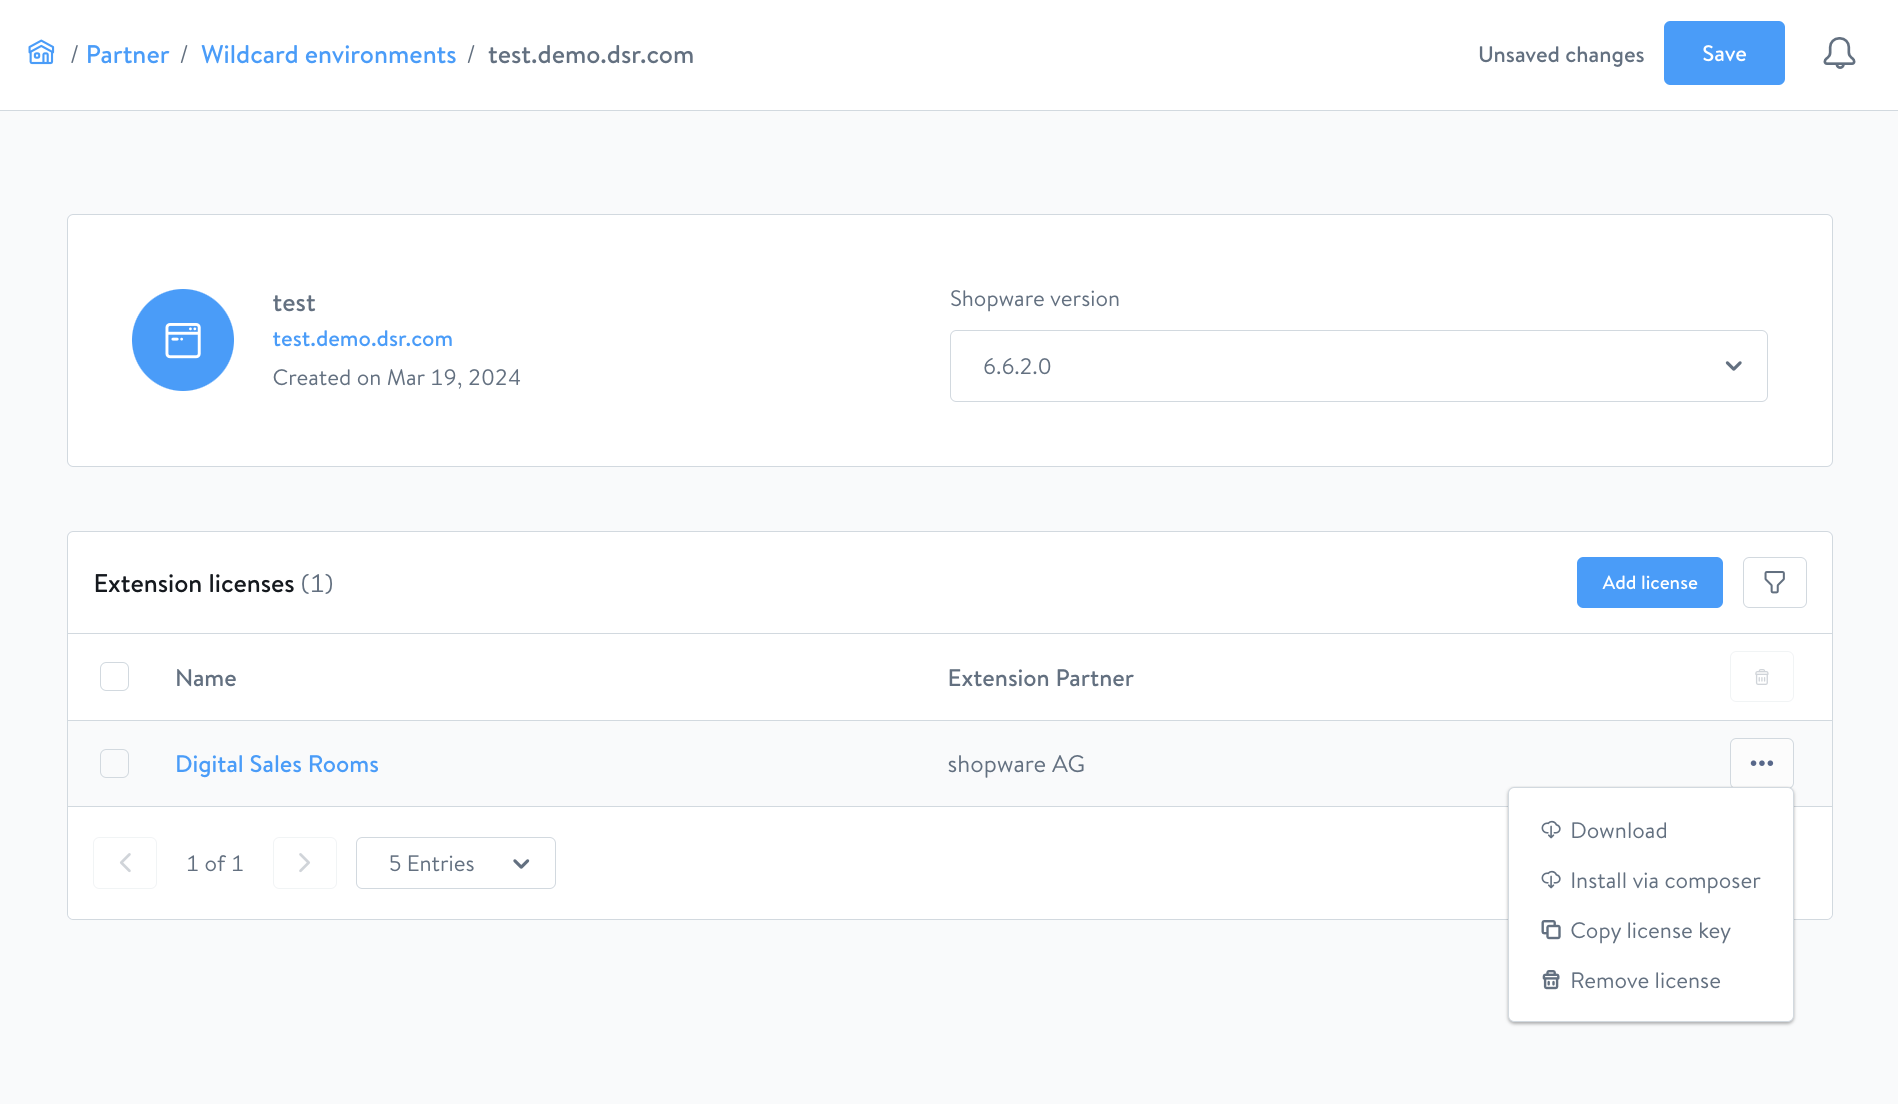 / Partner / Wildcard environments / test.demo.dsr.com
Unsaved changes
Save
test
test.demo.dsr.com
Created on Mar 19, 2024
Shopware version
6.6.2.0
Extension licenses (1)
Add license
Name
Extension Partner
Digital Sales Rooms
shopware AG
1 of 1
5 Entries
Download
Install via composer
Copy license key
Remove license